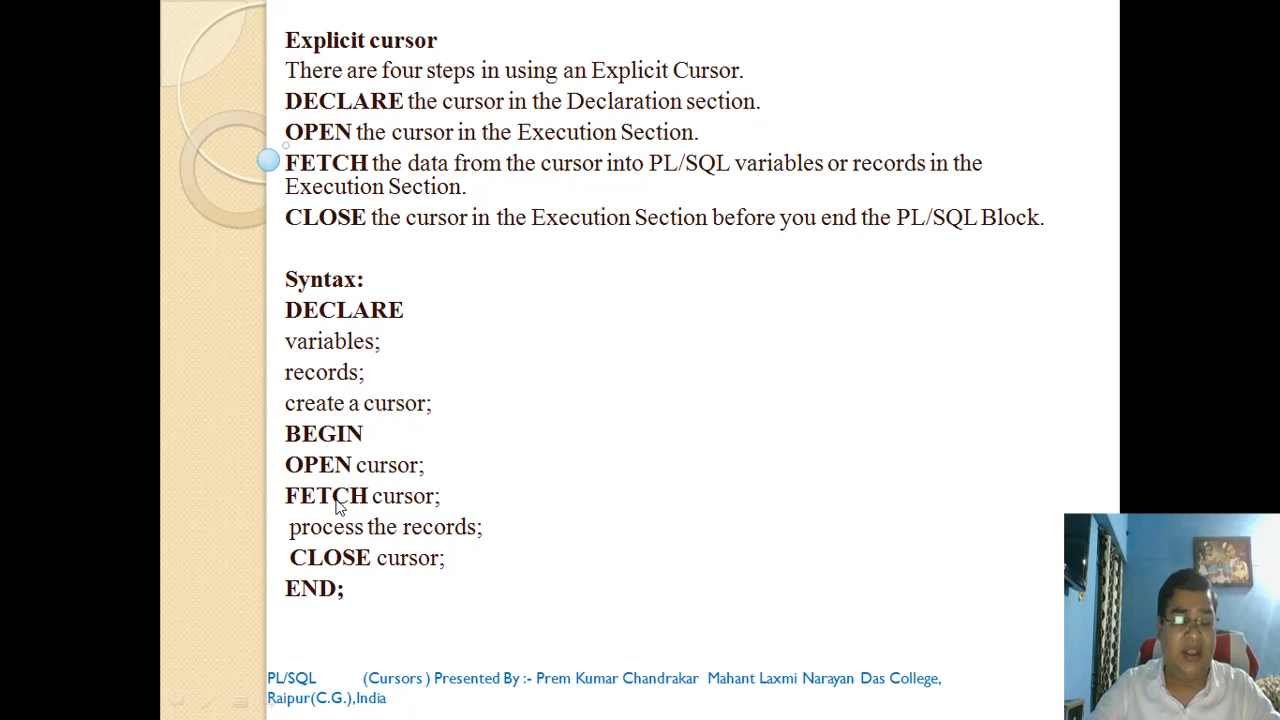 Explicit cursor
There are four steps in using an Explicit Cursor.
DECLARE the cursor in the Declaration section.
OPEN the cursor in the Execution Section.
FETCH the data from the cursor into PL/SQL variables or records in the
Execution Section.
CLOSE the cursor in the Execution Section before you end the PL/SQL Block.
Syntax:
DECLARE
variables;
records;
create a cursor;
BEGIN
OPEN cursor;
FETCH cursor;
process the records;
CLOSE cursor;
END;
PL/SQL (Cursors ) Presented By :- Prem Kumar Chandrakar Mahant Laxmi Narayan Das College,
Raipur(C.G.),India